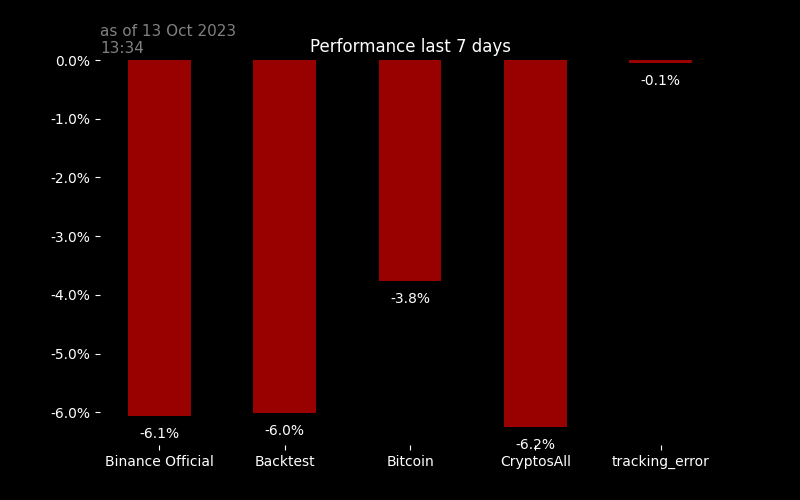 as of 13 Oct 2023
13:34
Performance last 7 days
0.0%
-1.0%
-2.0%
-3.0%
-4.0%
-5.0%
-6.0%
-6.1%
-6.0%
-3.8%
-6.2%
-0.1%
Binance Official
Backtest
Bitcoin
CryptosAll
tracking_error